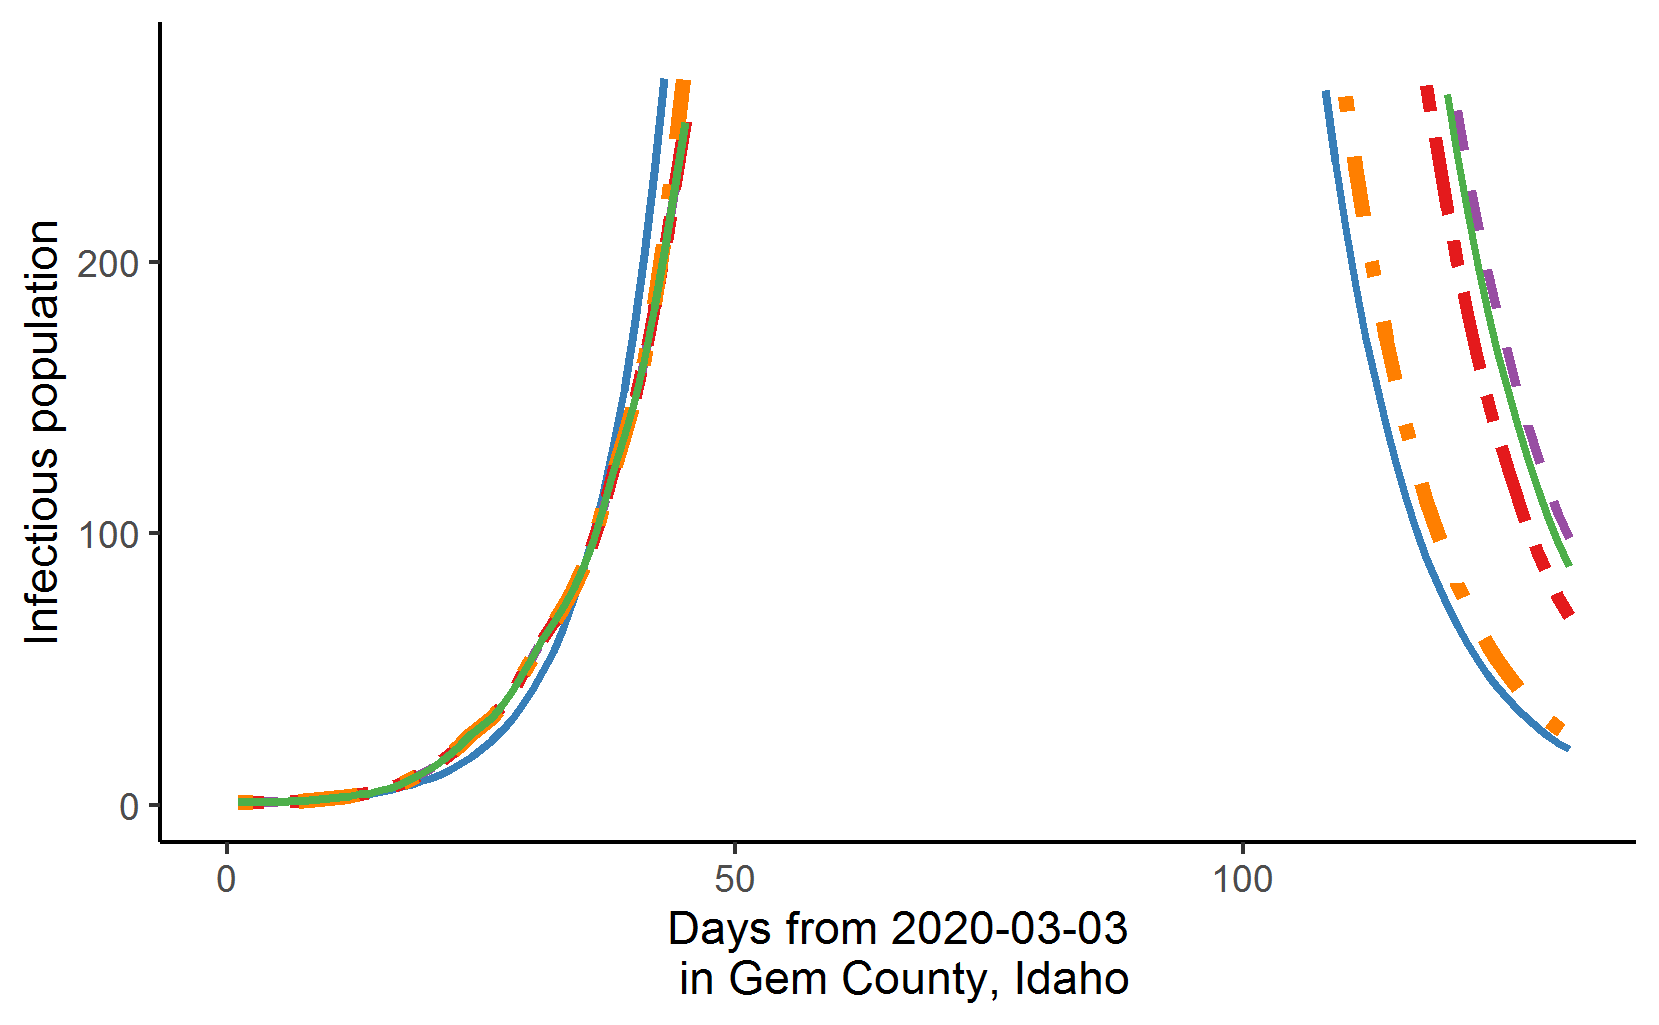 Infectious population
200
100
0
0
50
100
Days from 2020-03-03
in Gem County, Idaho